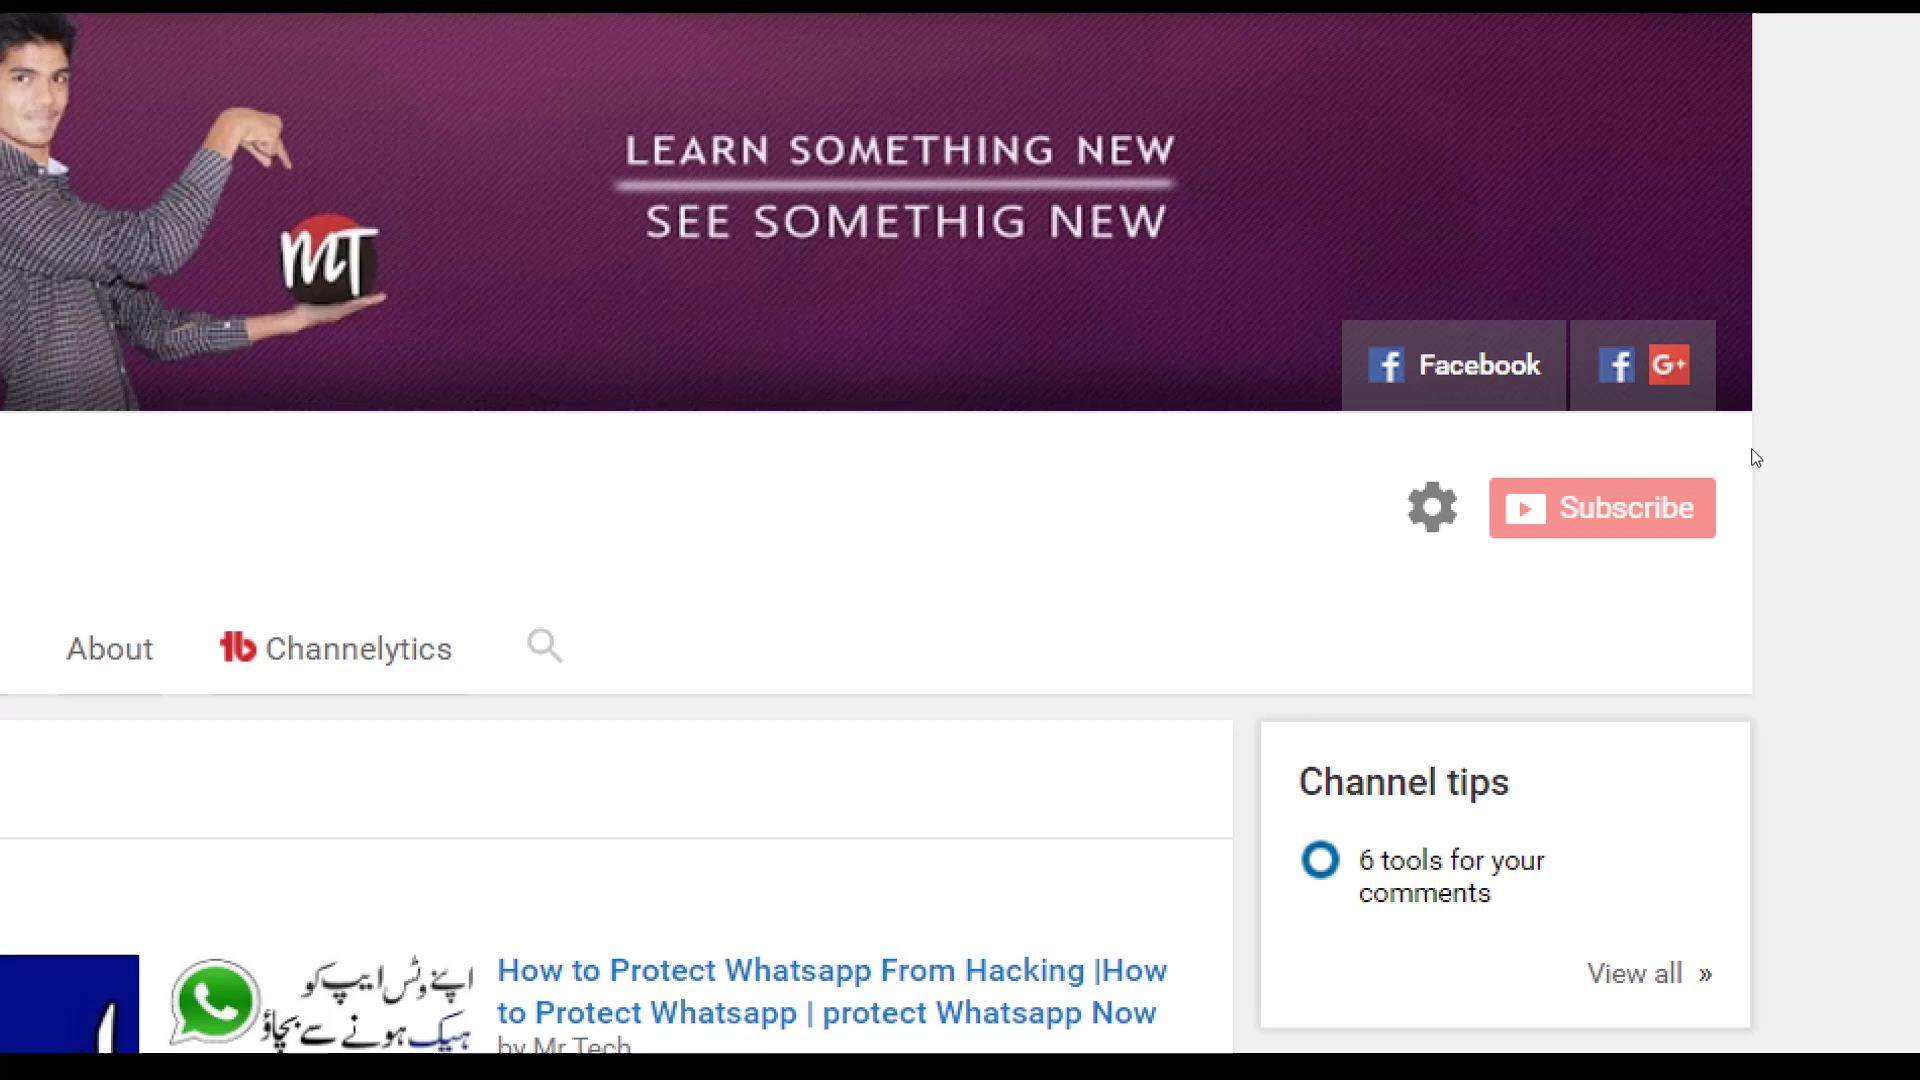 LEARN SOMETHING NEW
SEE SOMETHIG NEW
MT
Facebook
Subscribe
About
Channelytics
Channel tips
6 tools for your
comments
View all »
اپنے وٹس ایپ کو
ہیک ہونے سے بچاؤ
How to Protect Whatsapp From Hacking |How
to Protect Whatsapp | protect Whatsapp Now
by Mr Tech